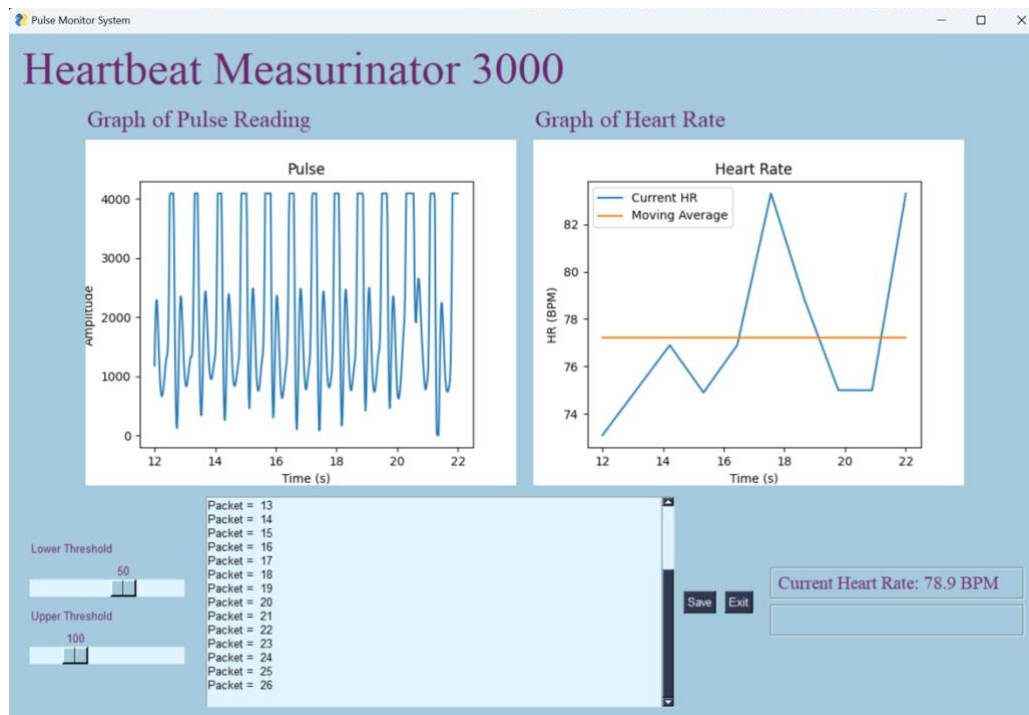 Pulse Monitor System
Heartbeat Measurinator 3000
Graph of Pulse Reading
Graph of Heart Rate
Pulse
4000
3000
2000
1000
0
Amplitude
12 14 16 18 20 22
Time (s)
Heart Rate
Current HR
Moving Average
82
80
78
76
74
HR (BPM)
12 14 16 18 20 22
Time (s)
Lower Threshold
50
Upper Threshold
100
Packet = 13
Packet = 14
Packet = 15
Packet = 16
Packet = 17
Packet = 18
Packet = 19
Packet = 20
Packet = 21
Packet = 22
Packet = 23
Packet = 24
Packet = 25
Packet = 26
Save Exit
Current Heart Rate: 78.9 BPM